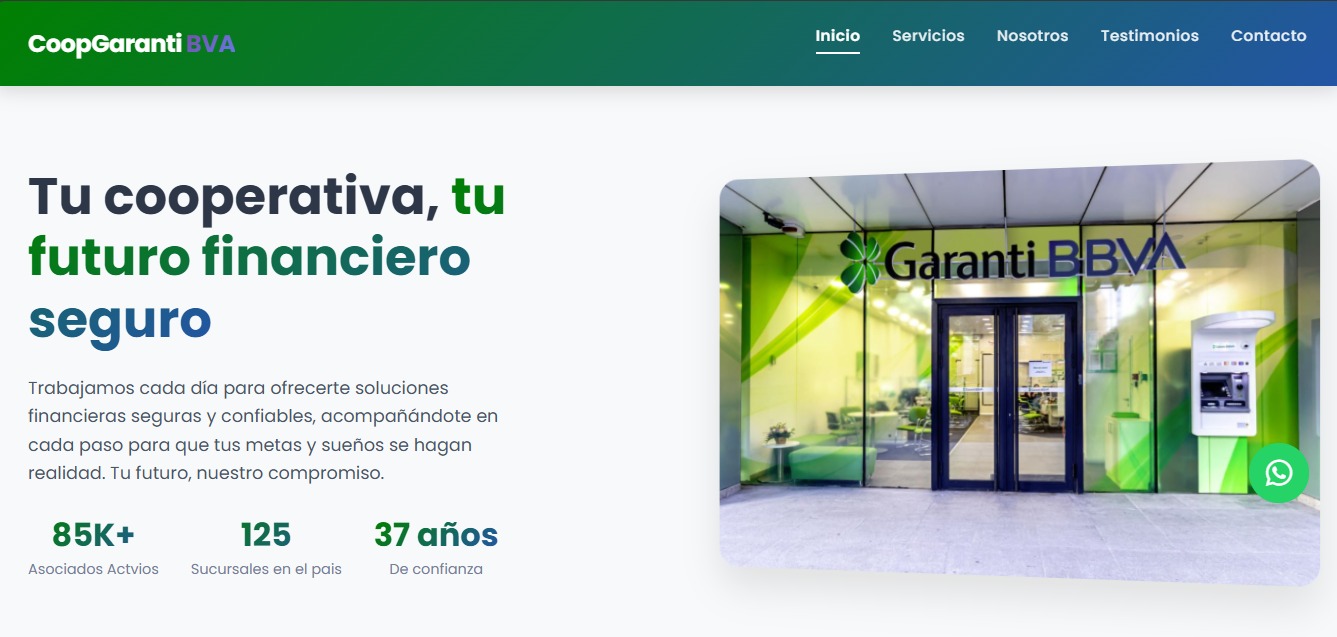 CoopGaranti BVA
Inicio Servicios Nosotros Testimonios Contacto
Tu cooperativa, tu
futuro financiero
seguro
Trabajamos cada día para ofrecerte soluciones
financieras seguras y confiables, acompañándote en
cada paso para que tus metas y sueños se hagan
realidad. Tu futuro, nuestro compromiso.
85K+ 125 37 años
Asociados Actvios Sucursales en el pais De confianza
Garanti BBVA